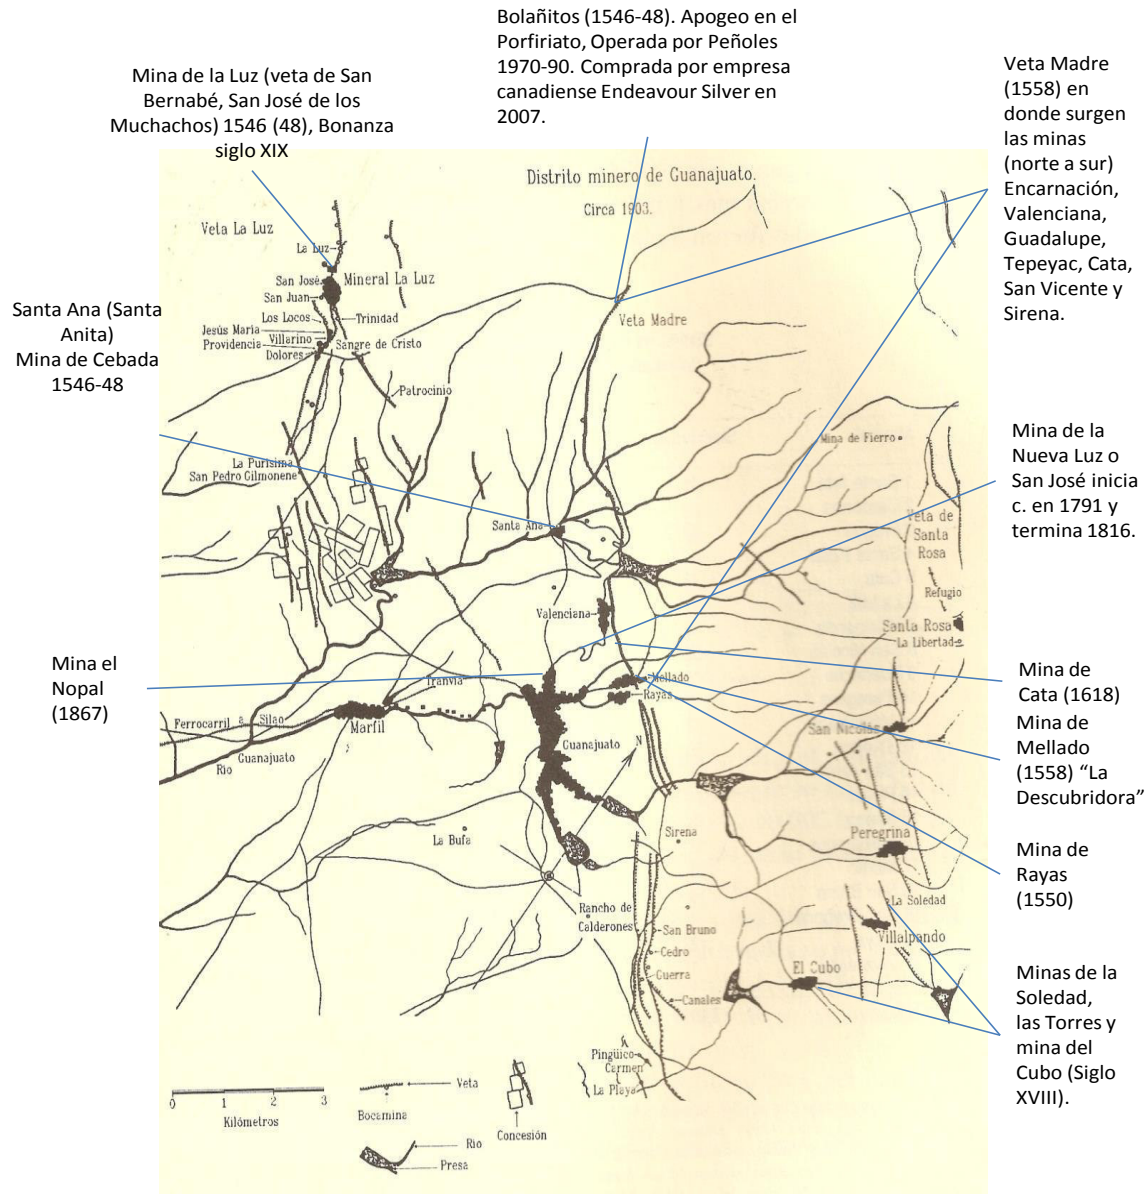 Bolañitos (1546-48). Apogeo en el
Porfiriato, Operada por Peñoles
1970-90. Comprada por empresa
canadiense Endeavour Silver en
2007.
Mina de la Luz (veta de San
Bernabé, San José de los
Muchachos) 1546 (48), Bonanza
siglo XIX
Veta Madre
(1558) en
donde surgen
las minas
(norte a sur)
Encarnación,
Valenciana,
Guadalupe,
Tepeyac, Cata,
San Vicente y
Sirena.
Santa Ana (Santa
Anita)
Mina de Cebada
1546-48
Mina de la
Nueva Luz o
San José inicia
c. en 1791 y
termina 1816.
Mina el
Nopal
(1867)
Mina de
Cata (1618)
Mina de
Mellado
(1558) “La
Descubridora”
Mina de
Rayas
(1550)
Minas de la
Soledad,
las Torres y
mina del
Cubo (Siglo
XVIII).
Distrito minero de Guanajuato.
Circa 1903.
Veta La Luz
La Luz
San José
Mineral La Luz
San Juan
Los Locos
Trinidad
Jesús María
Villarino
Providencia
Sangre de Cristo
Dolores
Patrocinio
Veta Madre
Mina de Fierro
La Purísima
San Pedro Gilmonene
Santa Ana
Veta de
Santa
Rosa
Refugio
Valenciana
Santa Rosa
La Libertad
Mellado
Tranvía
Rayas
Ferrocarril a Silao
Marfil
San Nicolás
Río Guanajuato
Guanajuato
N
La Bufa
Sirena
Peregrina
La Soledad
Rancho de
Calderones
San Bruno
Villalpando
Cedro
El Cubo
Guerra
Canales
Pingüico
Carmen
La Playa
Veta
Bocamina
0 1 2 3
Kilómetros
Concesión
Río
Presa